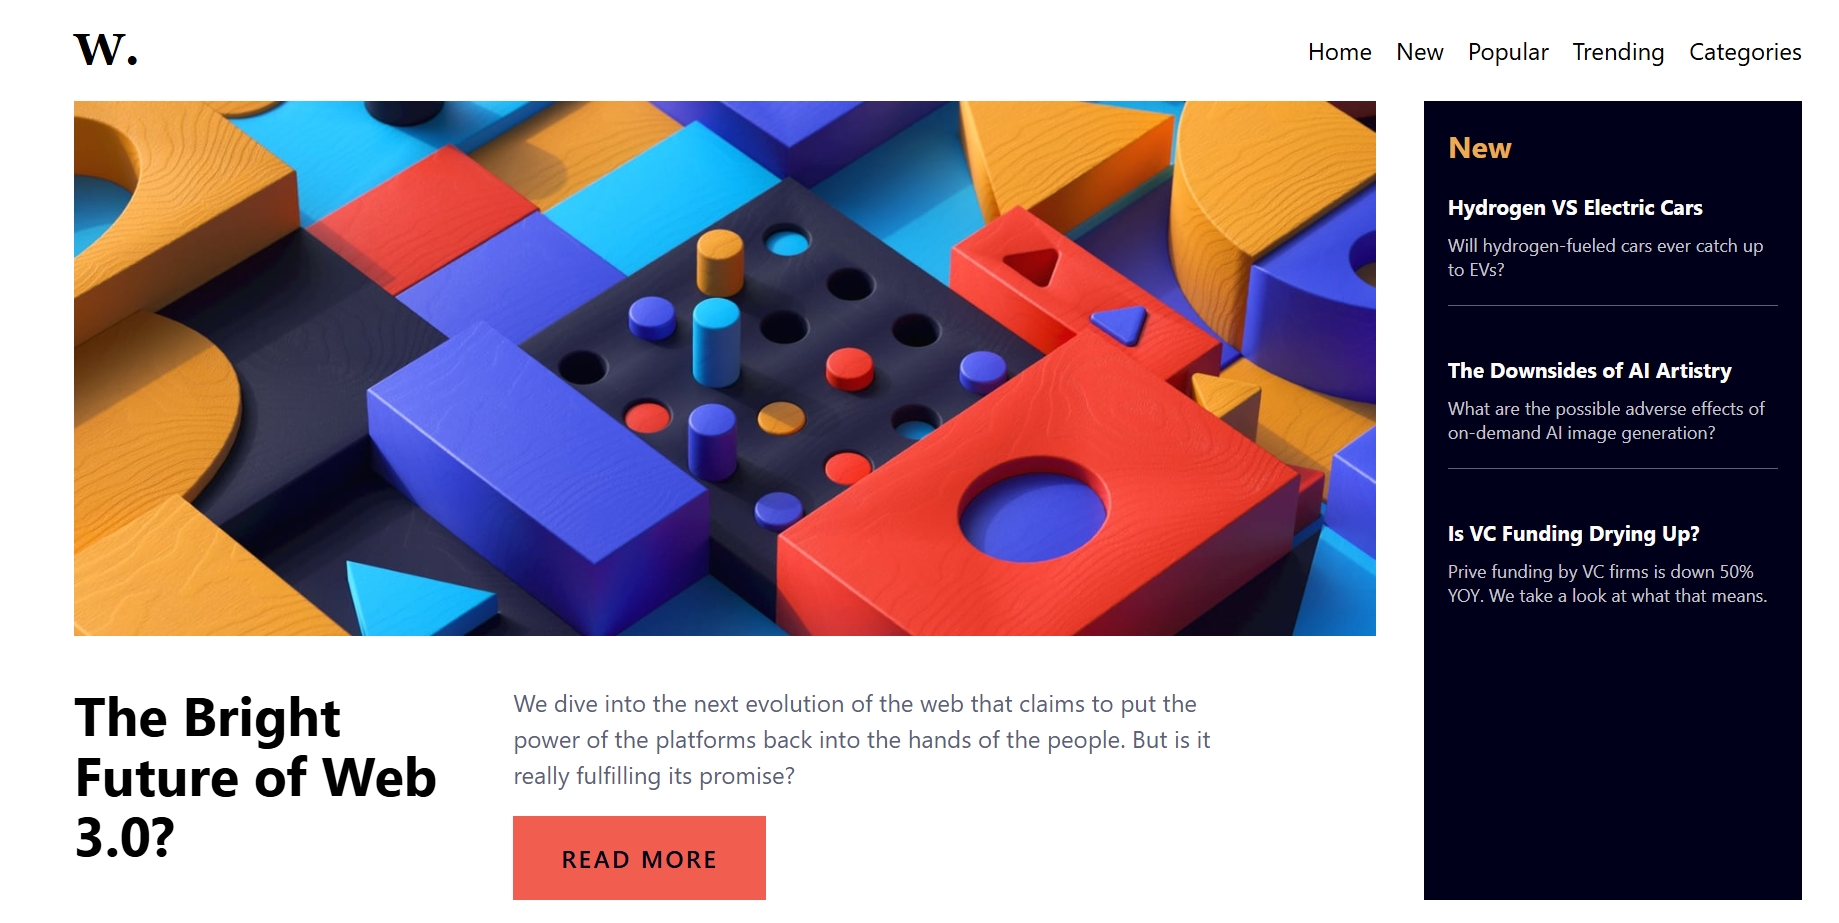 W.
Home New Popular Trending Categories
The Bright
Future of Web
3.0?
We dive into the next evolution of the web that claims to put the
power of the platforms back into the hands of the people. But is it
really fulfilling its promise?
READ MORE
New
Hydrogen VS Electric Cars
Will hydrogen-fueled cars ever catch up
to EVs?
The Downsides of AI Artistry
What are the possible adverse effects of
on-demand AI image generation?
Is VC Funding Drying Up?
Prive funding by VC firms is down 50%
YOY. We take a look at what that means.